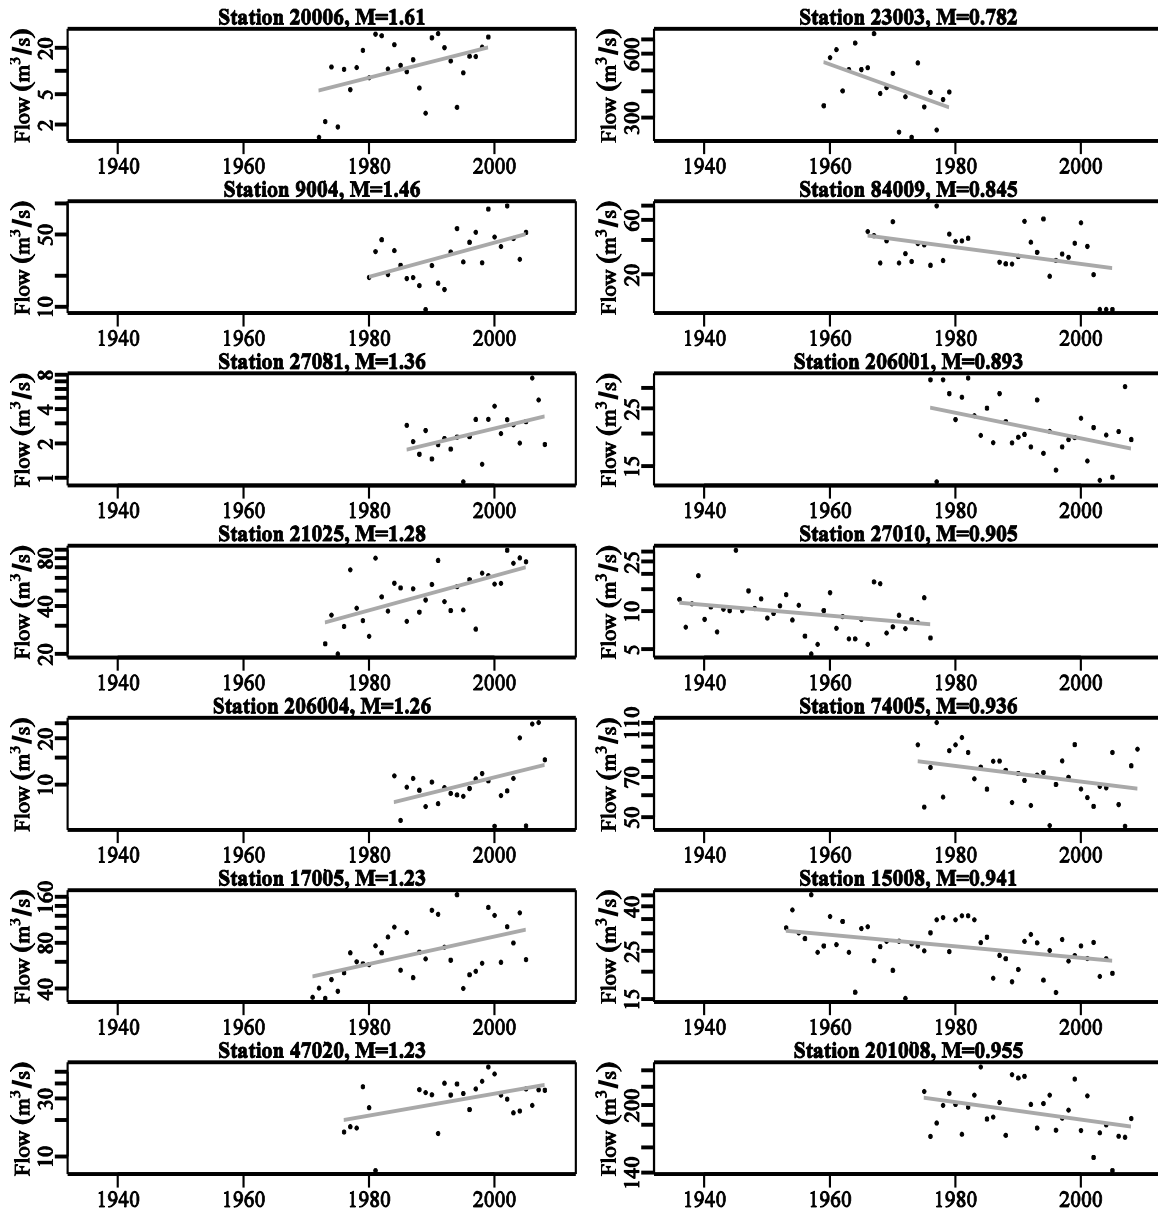 Station 20006, M=1.61
Flow (m³/s)
20
5
2
1940 1960 1980 2000
Station 23003, M=0.782
Flow (m³/s)
600
300
1940 1960 1980 2000
Station 9004, M=1.46
Flow (m³/s)
50
10
1940 1960 1980 2000
Station 84009, M=0.845
Flow (m³/s)
60
20
1940 1960 1980 2000
Station 27081, M=1.36
Flow (m³/s)
8
4
2
1
1940 1960 1980 2000
Station 206001, M=0.893
Flow (m³/s)
25
15
1940 1960 1980 2000
Station 21025, M=1.28
Flow (m³/s)
80
40
20
1940 1960 1980 2000
Station 27010, M=0.905
Flow (m³/s)
25
10
5
1940 1960 1980 2000
Station 206004, M=1.26
Flow (m³/s)
20
10
1940 1960 1980 2000
Station 74005, M=0.936
Flow (m³/s)
110
70
50
1940 1960 1980 2000
Station 17005, M=1.23
Flow (m³/s)
160
80
40
1940 1960 1980 2000
Station 15008, M=0.941
Flow (m³/s)
40
25
15
1940 1960 1980 2000
Station 47020, M=1.23
Flow (m³/s)
30
10
1940 1960 1980 2000
Station 201008, M=0.955
Flow (m³/s)
200
140
1940 1960 1980 2000